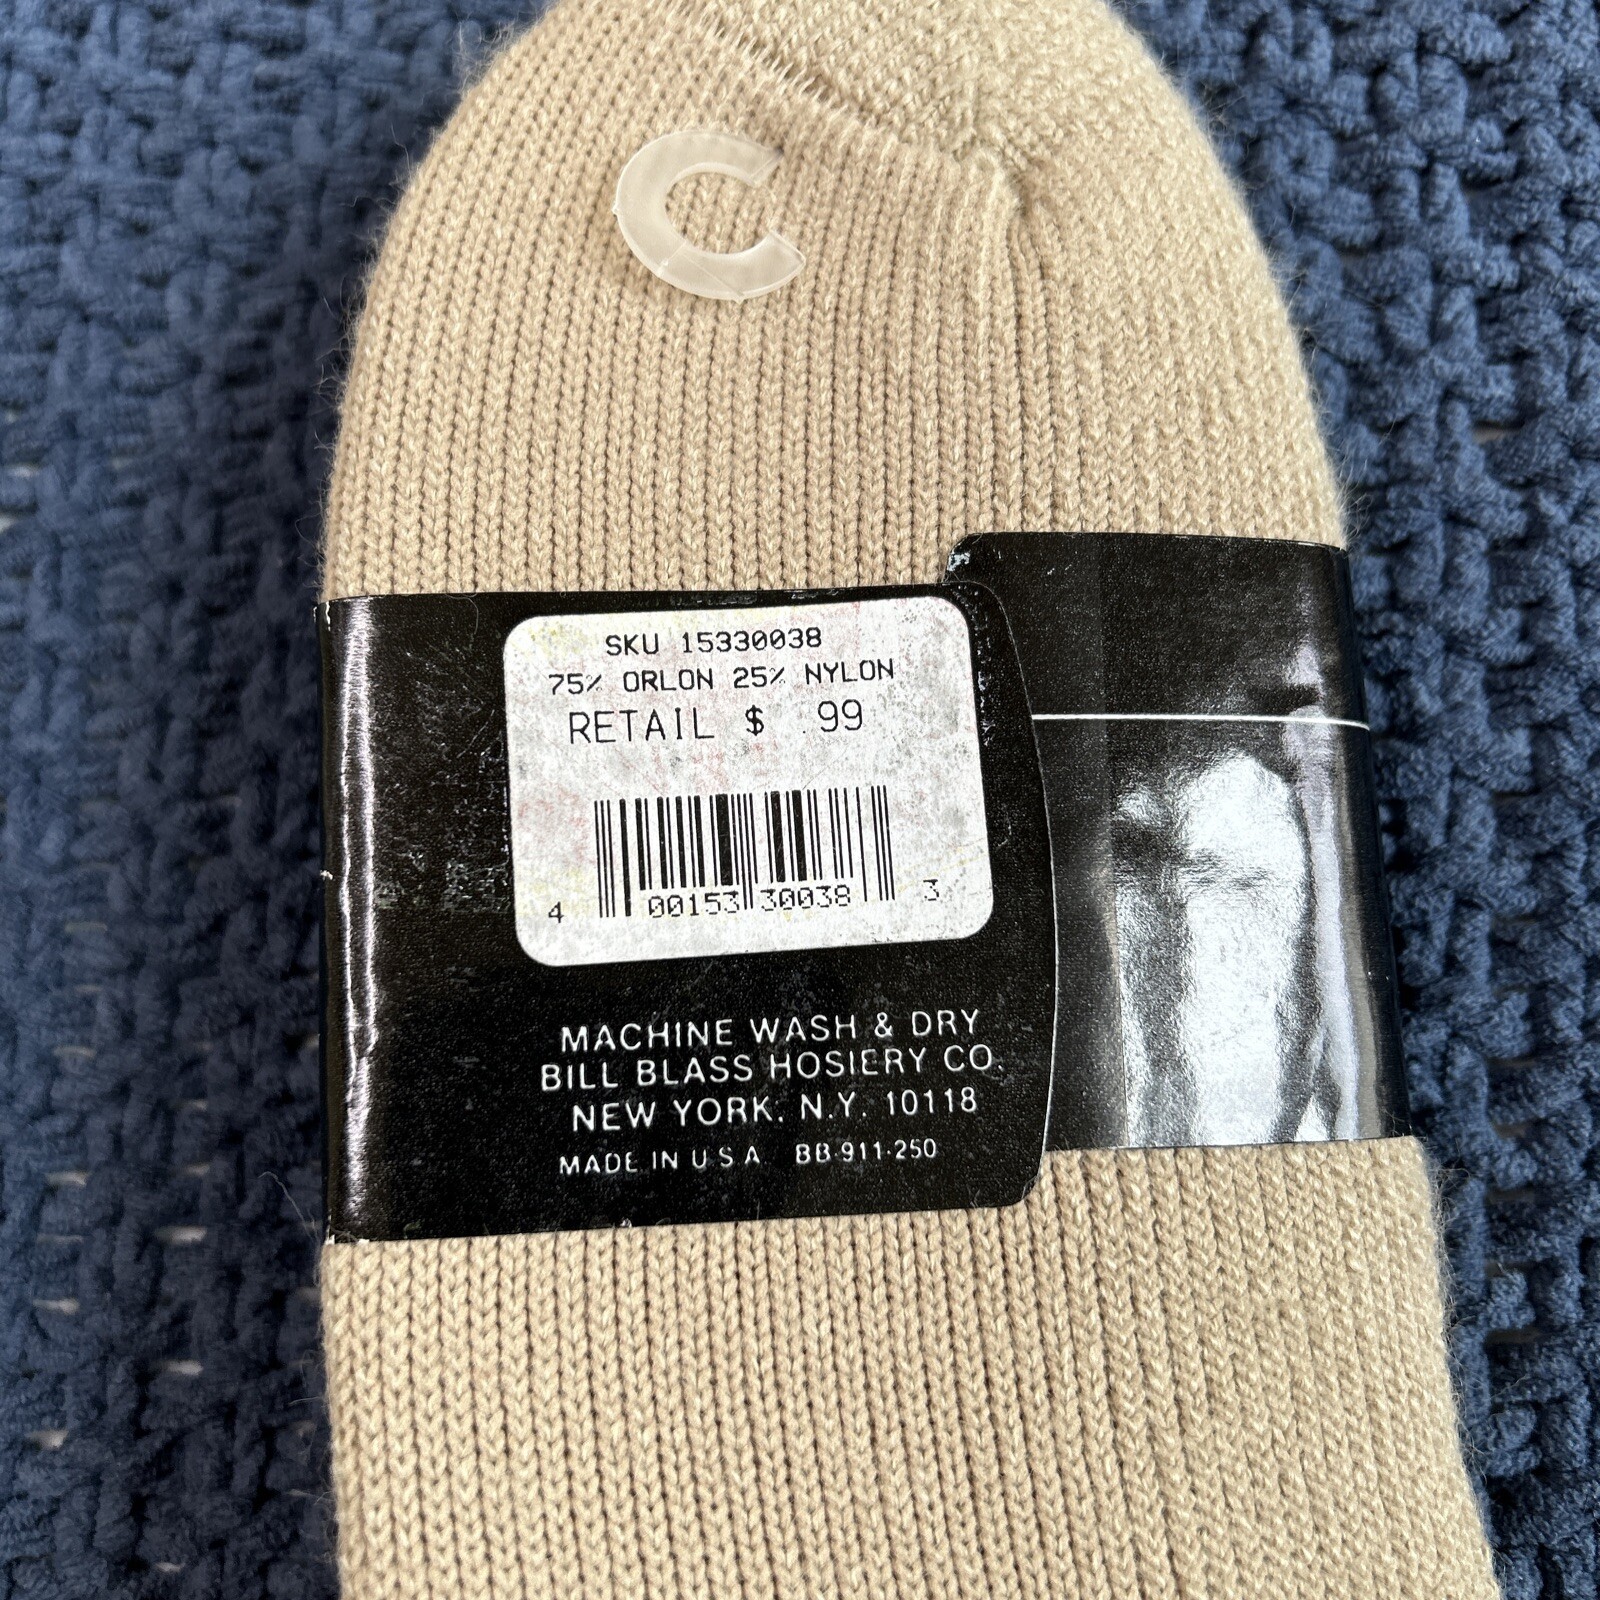 SKU 15330038
75% ORLON 25% NYLON
RETAIL $ .99
4 00153 30038 3
MACHINE WASH & DRY
BILL BLASS HOSIERY CO.
NEW YORK, N.Y. 10118
MADE IN U S A BB-911-250